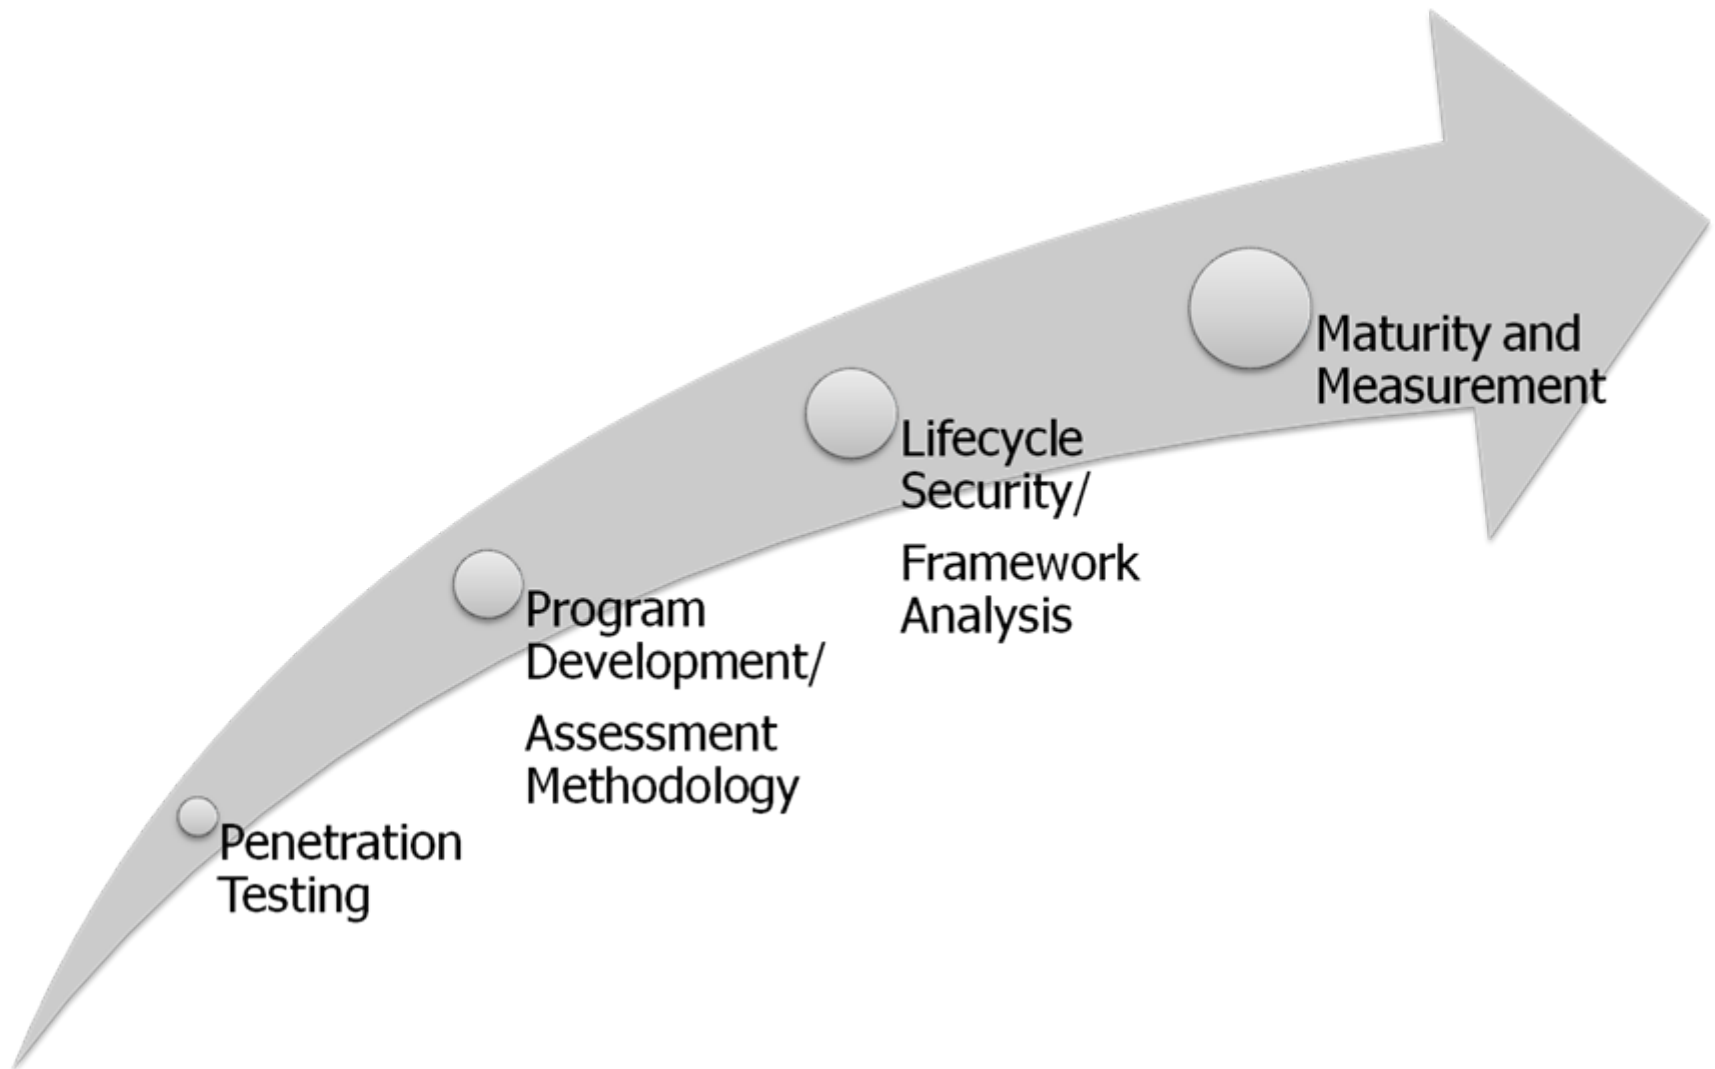 Maturity and
Measurement
Lifecycle
Security/
Framework
Analysis
Program
Development/
Assessment
Methodology
Penetration
Testing